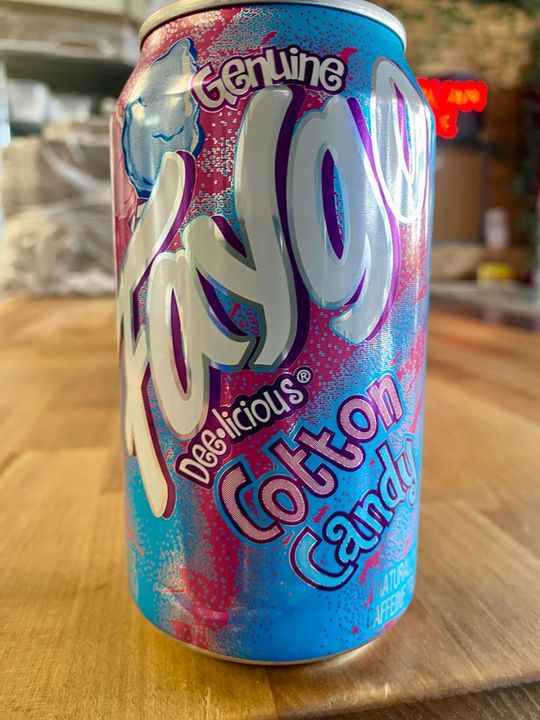 Genuine
Faygo
Dee•licious®
Cotton
Candy